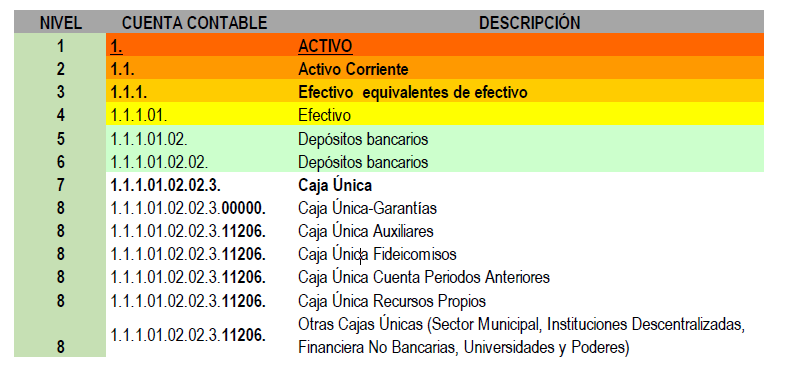 NIVEL CUENTA CONTABLE DESCRIPCIÓN
1 1. ACTIVO
2 1.1. Activo Corriente
3 1.1.1. Efectivo equivalentes de efectivo
4 1.1.1.01. Efectivo
5 1.1.1.01.02. Depósitos bancarios
6 1.1.1.01.02.02. Depósitos bancarios
7 1.1.1.01.02.02.3. Caja Única
8 1.1.1.01.02.02.3.00000. Caja Única-Garantías
8 1.1.1.01.02.02.3.11206. Caja Única Auxiliares
8 1.1.1.01.02.02.3.11206. Caja Única Fideicomisos
8 1.1.1.01.02.02.3.11206. Caja Única Cuenta Periodos Anteriores
8 1.1.1.01.02.02.3.11206. Caja Única Recursos Propios
8 1.1.1.01.02.02.3.11206. Otras Cajas Únicas (Sector Municipal, Instituciones Descentralizadas,
Financiera No Bancarias, Universidades y Poderes)